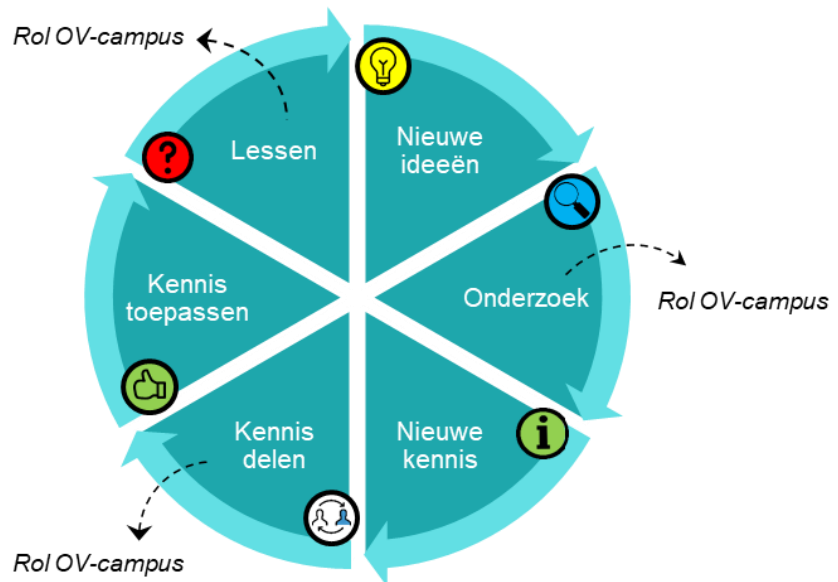 Rol OV-campus
Lessen
Nieuwe
ideeën
Kennis
toepassen
Onderzoek
Rol OV-campus
Kennis
delen
Nieuwe
kennis
Rol OV-campus